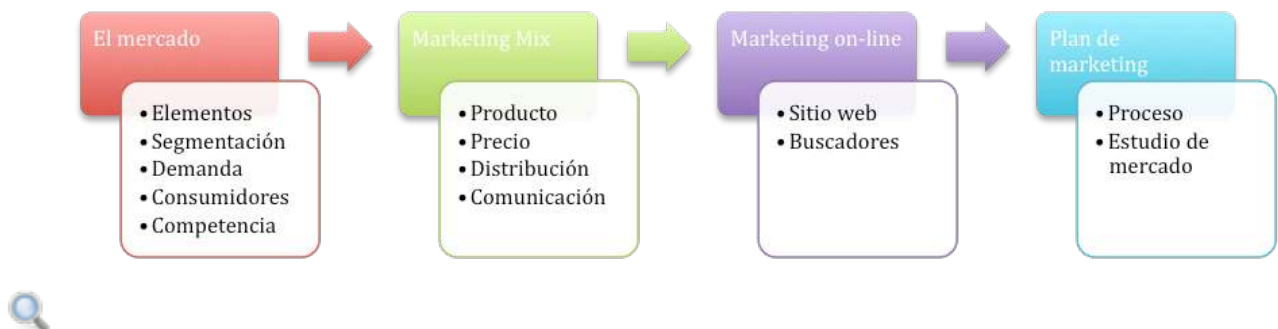 El mercado
• Elementos
• Segmentación
• Demanda
• Consumidores
• Competencia
Marketing Mix
• Producto
• Precio
• Distribución
• Comunicación
Marketing on-line
• Sitio web
• Buscadores
Plan de
marketing
• Proceso
• Estudio de
mercado